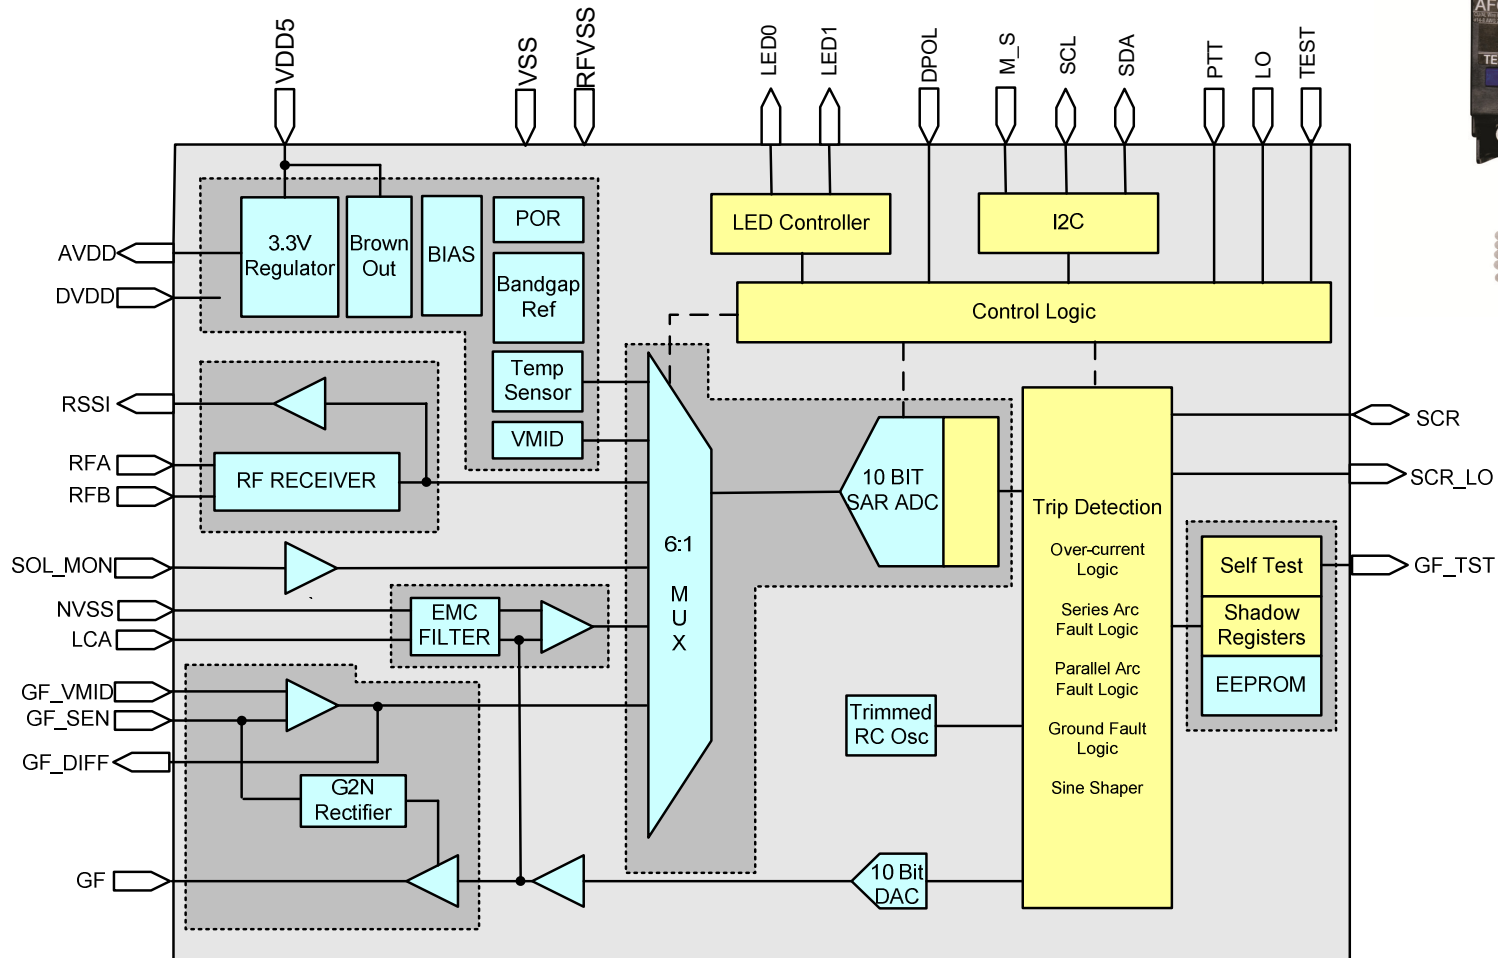 VDD5
VSS
RFVSS
LED0
LED1
DPOL
M_S
SCL
SDA
PTT
LO
TEST
AVDD
DVDD
3.3V
Regulator
Brown
Out
BIAS
POR
Bandgap
Ref
Temp
Sensor
VMID
LED Controller
I2C
Control Logic
RSSI
RFA
RFB
RF RECEIVER
SOL_MON
NVSS
LCA
EMC
FILTER
GF_VMID
GF_SEN
GF_DIFF
G2N
Rectifier
GF
6:1
M
U
X
10 BIT
SAR ADC
Trimmed
RC Osc
10 Bit
DAC
Trip Detection
Over-current
Logic
Series Arc
Fault Logic
Parallel Arc
Fault Logic
Ground Fault
Logic
Sine Shaper
Self Test
Shadow
Registers
EEPROM
SCR
SCR_LO
GF_TST